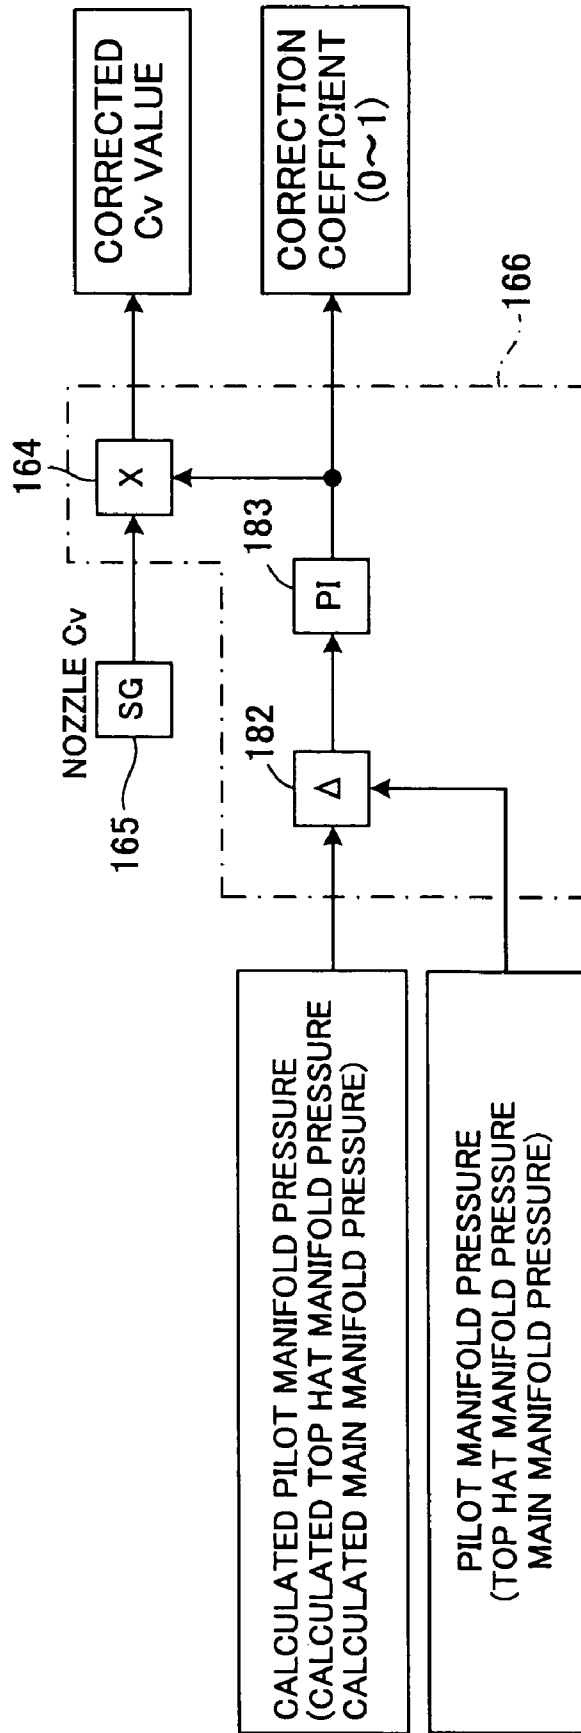 CALCULATED PILOT MANIFOLD PRESSURE
(CALCULATED TOP HAT MANIFOLD PRESSURE
CALCULATED MAIN MANIFOLD PRESSURE)
PILOT MANIFOLD PRESSURE
(TOP HAT MANIFOLD PRESSURE
MAIN MANIFOLD PRESSURE)
NOZZLE Cv
SG
165
182
Δ
183
PI
164
X
CORRECTED
Cv VALUE
CORRECTION
COEFFICIENT
(0~1)
166